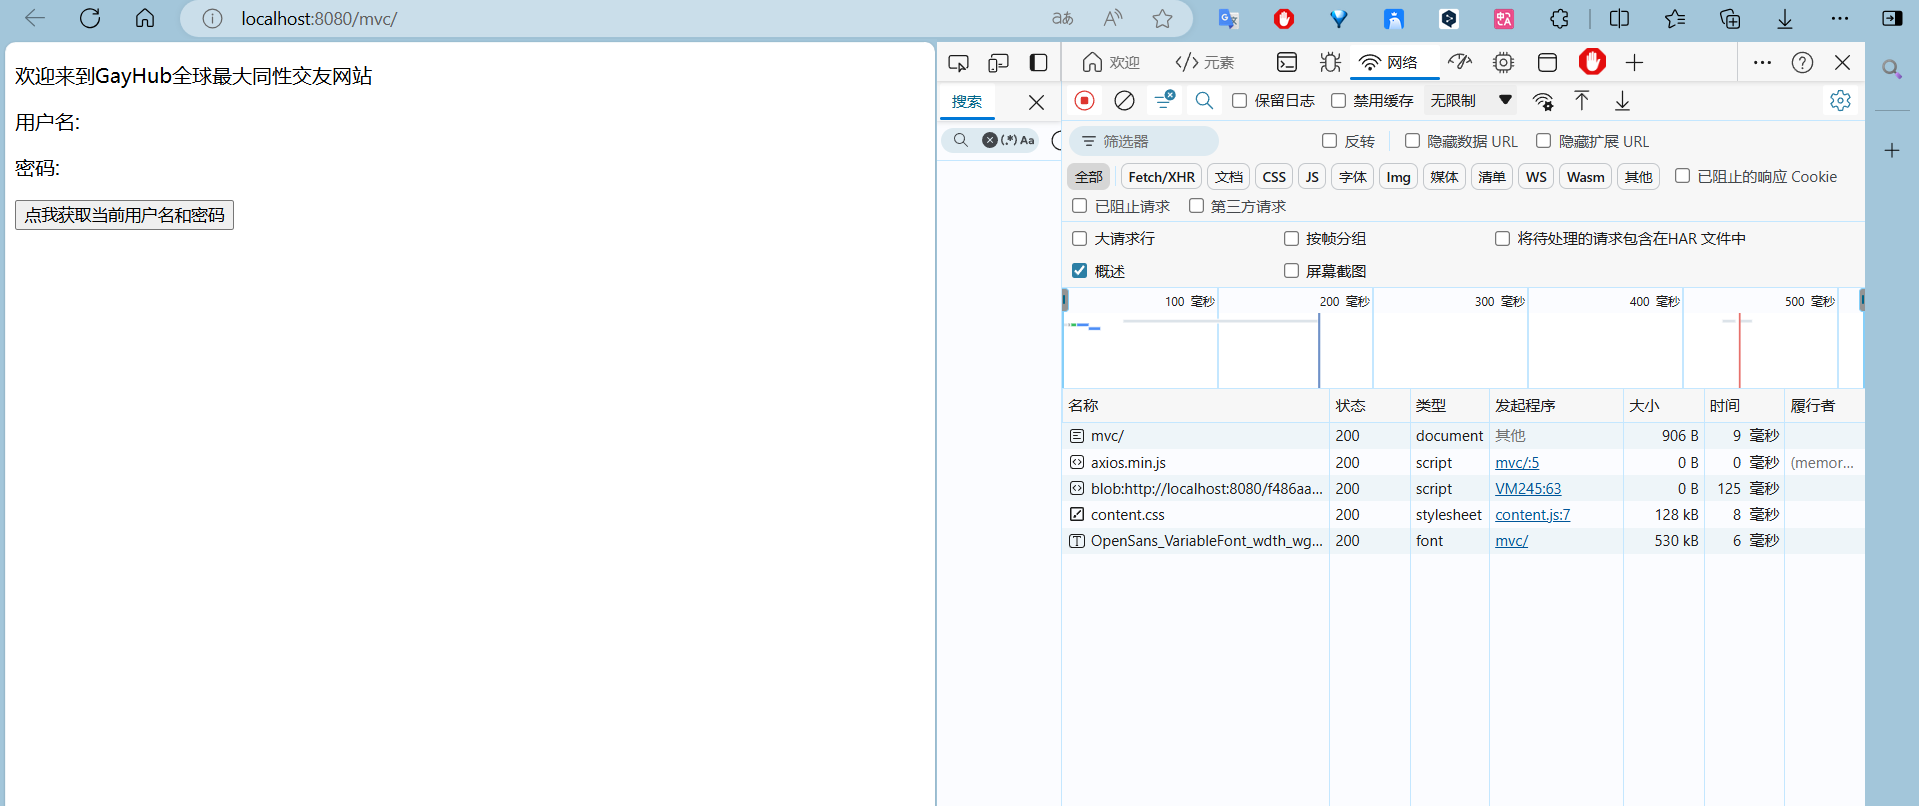 localhost:8080/mvc/
欢迎来到GayHub全球最大同性交友网站
用户名:
密码:
点我获取当前用户名和密码
搜索
(.*) Aa
欢迎
</> 元素
网络
保留日志
禁用缓存
无限制
筛选器
反转
隐藏数据 URL
隐藏扩展 URL
全部
Fetch/XHR
文档
CSS
JS
字体
Img
媒体
清单
WS
Wasm
其他
已阻止的响应 Cookie
已阻止请求
第三方请求
大请求行
按帧分组
将待处理的请求包含在HAR 文件中
概述
屏幕截图
100 毫秒
200 毫秒
300 毫秒
400 毫秒
500 毫秒
名称 状态 类型 发起程序 大小 时间 履行者
mvc/ 200 document 其他 906 B 9 毫秒
axios.min.js 200 script mvc/:5 0 B 0 毫秒 (memor...
blob:http://localhost:8080/f486aa... 200 script VM245:63 0 B 125 毫秒
content.css 200 stylesheet content.js:7 128 kB 8 毫秒
OpenSans_VariableFont_wdth_wg... 200 font mvc/ 530 kB 6 毫秒